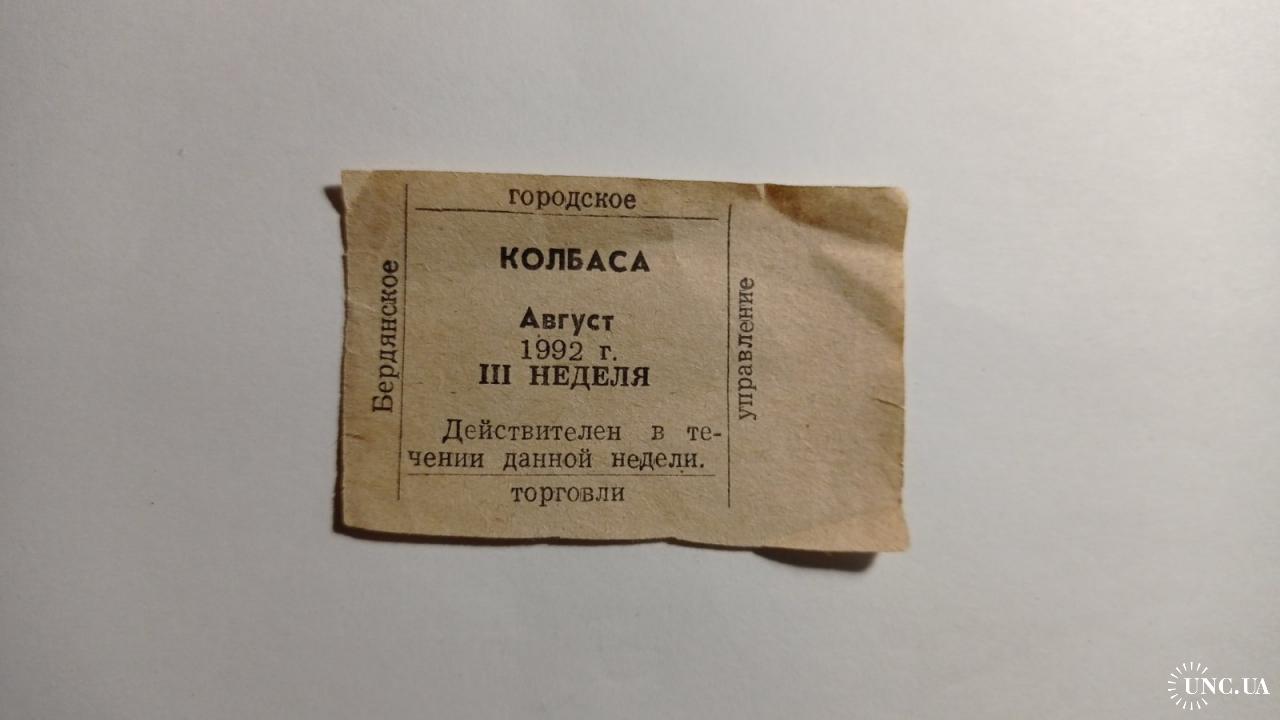 Бердянское
городское
управление
торговли
КОЛБАСА
Август
1992 г.
III НЕДЕЛЯ
Действителен в те-
чении данной недели.
UNC.UA